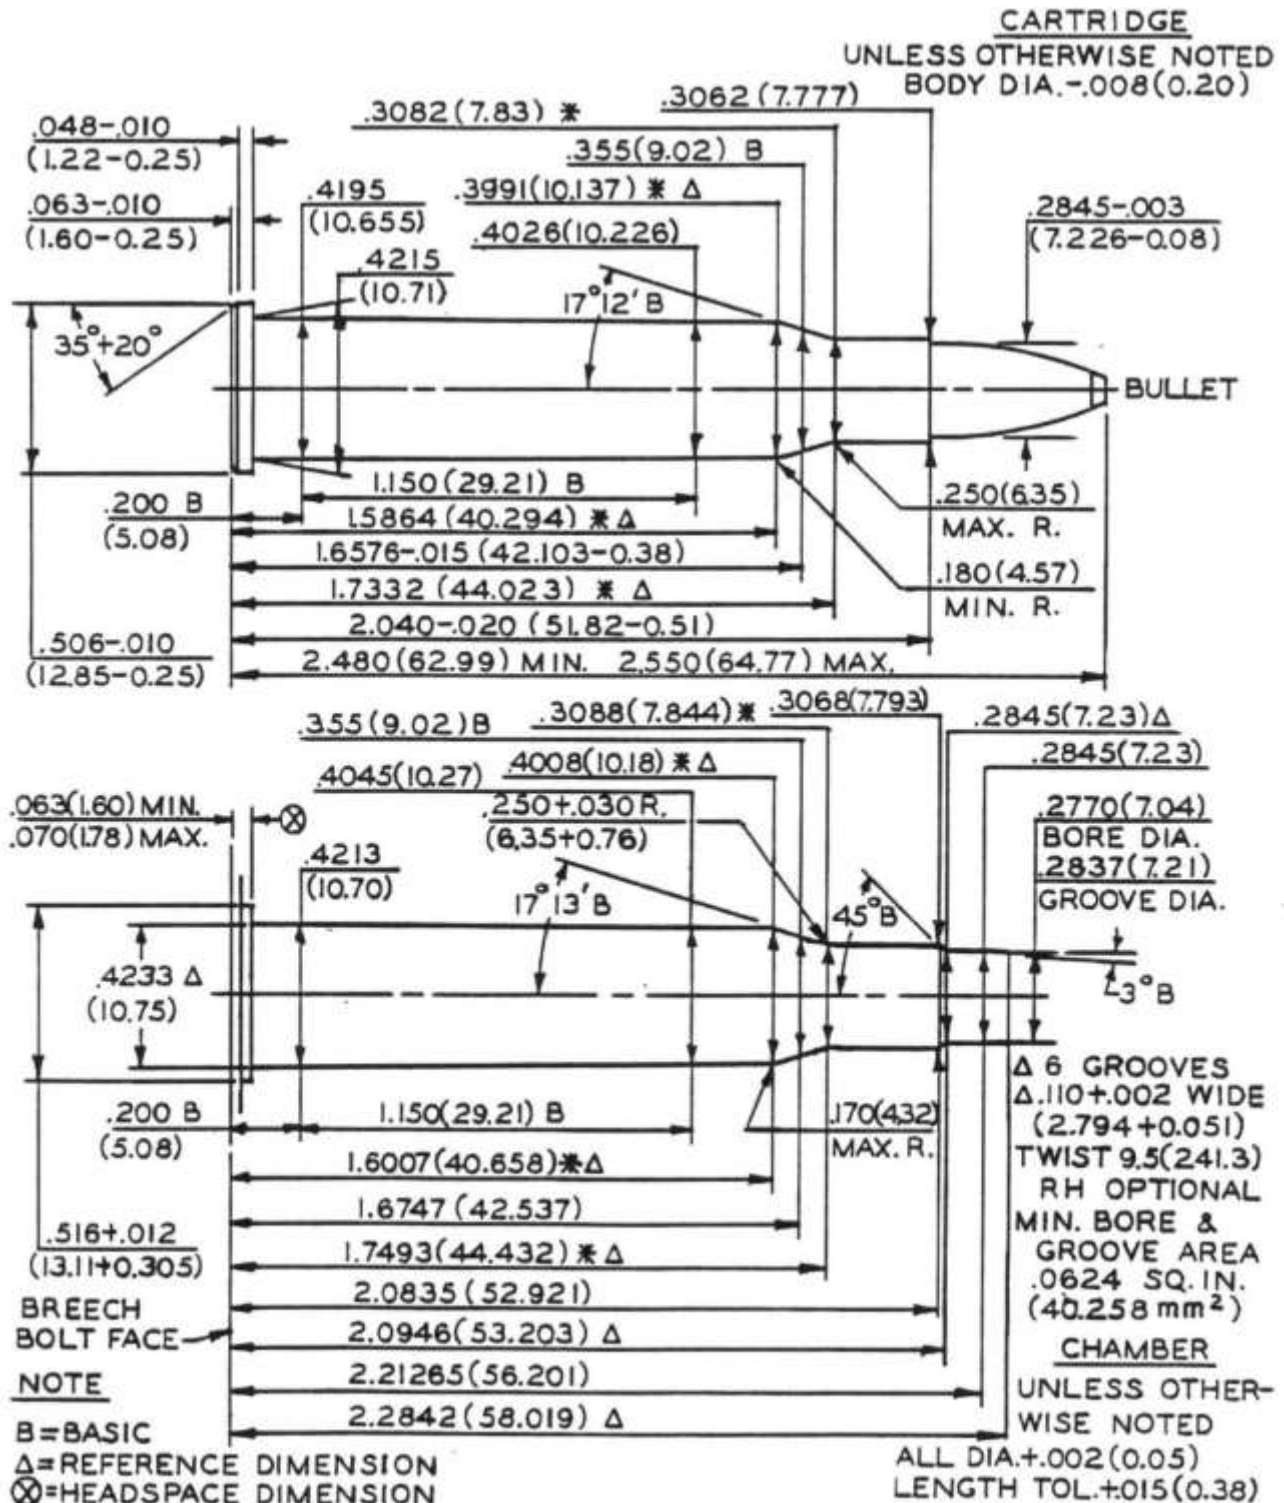 CARTRIDGE
UNLESS OTHERWISE NOTED
BODY DIA.-.008(0.20)
.3062(7.777)
.3082(7.83) ⁕
.048-.010
(1.22-0.25)
.355(9.02) B
.3991(10.137) ⁕ Δ
.063-.010
(1.60-0.25)
.4195
(10.655)
.2845-.003
(7.226-0.08)
.4026(10.226)
.4215
(10.71)
17°12′B
35°+20°
BULLET
1.150(29.21) B
.200 B
(5.08)
.250(6.35)
MAX. R.
1.5864(40.294) ⁕ Δ
1.6576-.015(42.103-0.38)
.180(4.57)
MIN. R.
1.7332 (44.023) ⁕ Δ
2.040-.020(51.82-0.51)
.506-.010
(12.85-0.25)
2.480(62.99) MIN. 2.550(64.77) MAX.
.3068(7.793)
.3088(7.844)⁕
.2845(7.23)Δ
.355(9.02)B
.2845(7.23)
.4045(10.27)
.4008(10.18)⁕ Δ
.063(1.60) MIN.
.070(1.78) MAX.
⊗
.250+.030 R.
(6.35+0.76)
.2770(7.04)
BORE DIA.
.2837(7.21)
GROOVE DIA.
.4213
(10.70)
17°13′B
45°B
.4233 Δ
(10.75)
3°B
Δ 6 GROOVES
Δ.110+.002 WIDE
(2.794+0.051)
TWIST 9.5(241.3)
RH OPTIONAL
MIN. BORE &
GROOVE AREA
.0624 SQ. IN.
(40.258 mm²)
.200 B
(5.08)
1.150(29.21) B
.170(4.32)
MAX. R.
1.6007(40.658)⁕Δ
1.6747(42.537)
.516+.012
(13.11+0.305)
1.7493(44.432)⁕ Δ
2.0835(52.921)
BREECH
BOLT FACE
2.0946(53.203) Δ
2.21265(56.201)
2.2842(58.019) Δ
CHAMBER
UNLESS OTHER-
WISE NOTED
ALL DIA.+.002(0.05)
LENGTH TOL.+.015(0.38)
NOTE
B=BASIC
Δ=REFERENCE DIMENSION
⊗=HEADSPACE DIMENSION